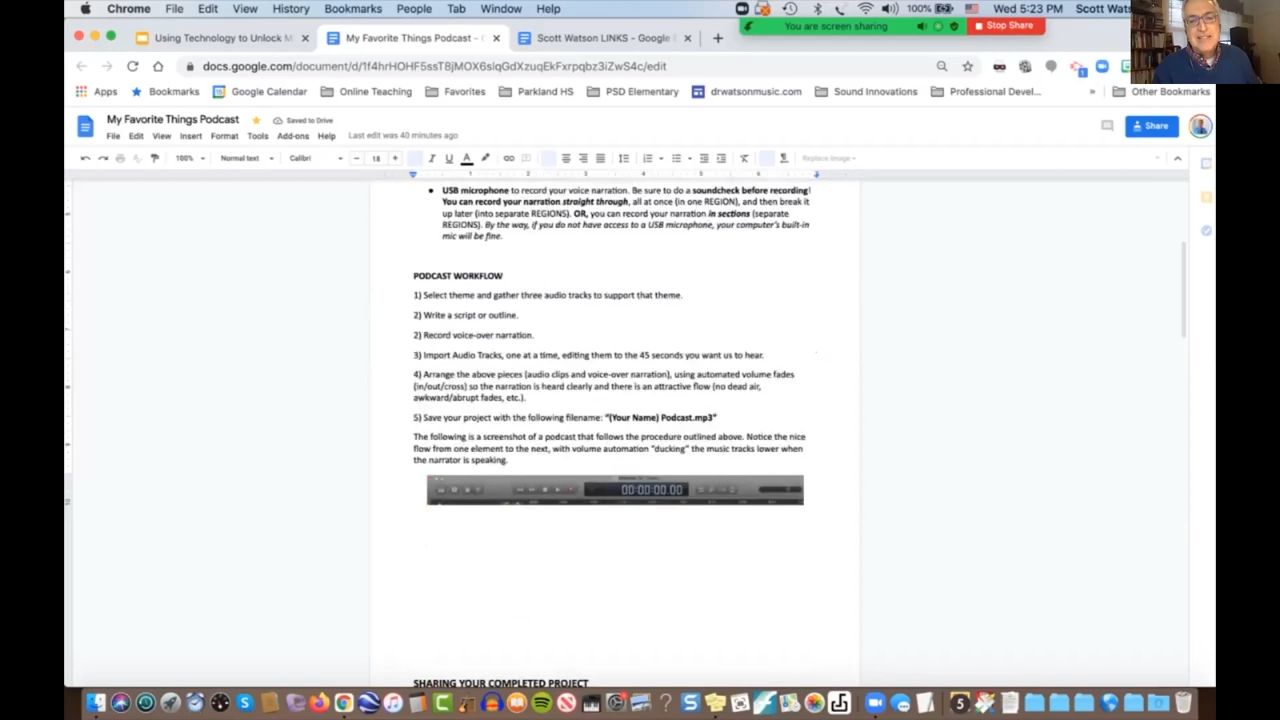 Chrome File Edit View History Bookmarks People Tab Window Help 100% Wed 5:23 PM Scott Wats
You are screen sharing Stop Share
Using Technology to Unlock M × My Favorite Things Podcast - × Scott Watson LINKS - Google × +
docs.google.com/document/d/1f4hrHOHF5ssT8jMOX6slqGdXzuqEkFxrpqbz3iZwS4c/edit
Apps Bookmarks Google Calendar Online Teaching Favorites Parkland HS PSD Elementary drwatsonmusic.com Sound Innovations Professional Devel... » Other Bookmarks
My Favorite Things Podcast Saved to Drive
File Edit View Insert Format Tools Add-ons Help Last edit was 40 minutes ago
Share
100% Normal text Calibri − 18 + I U A Replace image
1 2 3 4 5 6
• USB microphone to record your voice narration. Be sure to do a soundcheck before recording!
You can record your narration straight through, all at once (in one REGION), and then break it
up later (into separate REGIONS). OR, you can record your narration in sections (separate
REGIONS). By the way, if you do not have access to a USB microphone, your computer's built-in
mic will be fine.
PODCAST WORKFLOW
1) Select theme and gather three audio tracks to support that theme.
2) Write a script or outline.
2) Record voice-over narration.
3) Import Audio Tracks, one at a time, editing them to the 45 seconds you want us to hear.
4) Arrange the above pieces (audio clips and voice-over narration), using automated volume fades
(in/out/cross) so the narration is heard clearly and there is an attractive flow (no dead air,
awkward/abrupt fades, etc.).
5) Save your project with the following filename: "(Your Name) Podcast.mp3"
The following is a screenshot of a podcast that follows the procedure outlined above. Notice the nice
flow from one element to the next, with volume automation "ducking" the music tracks lower when
the narrator is speaking.
00:00:00.00
SHARING YOUR COMPLETED PROJECT